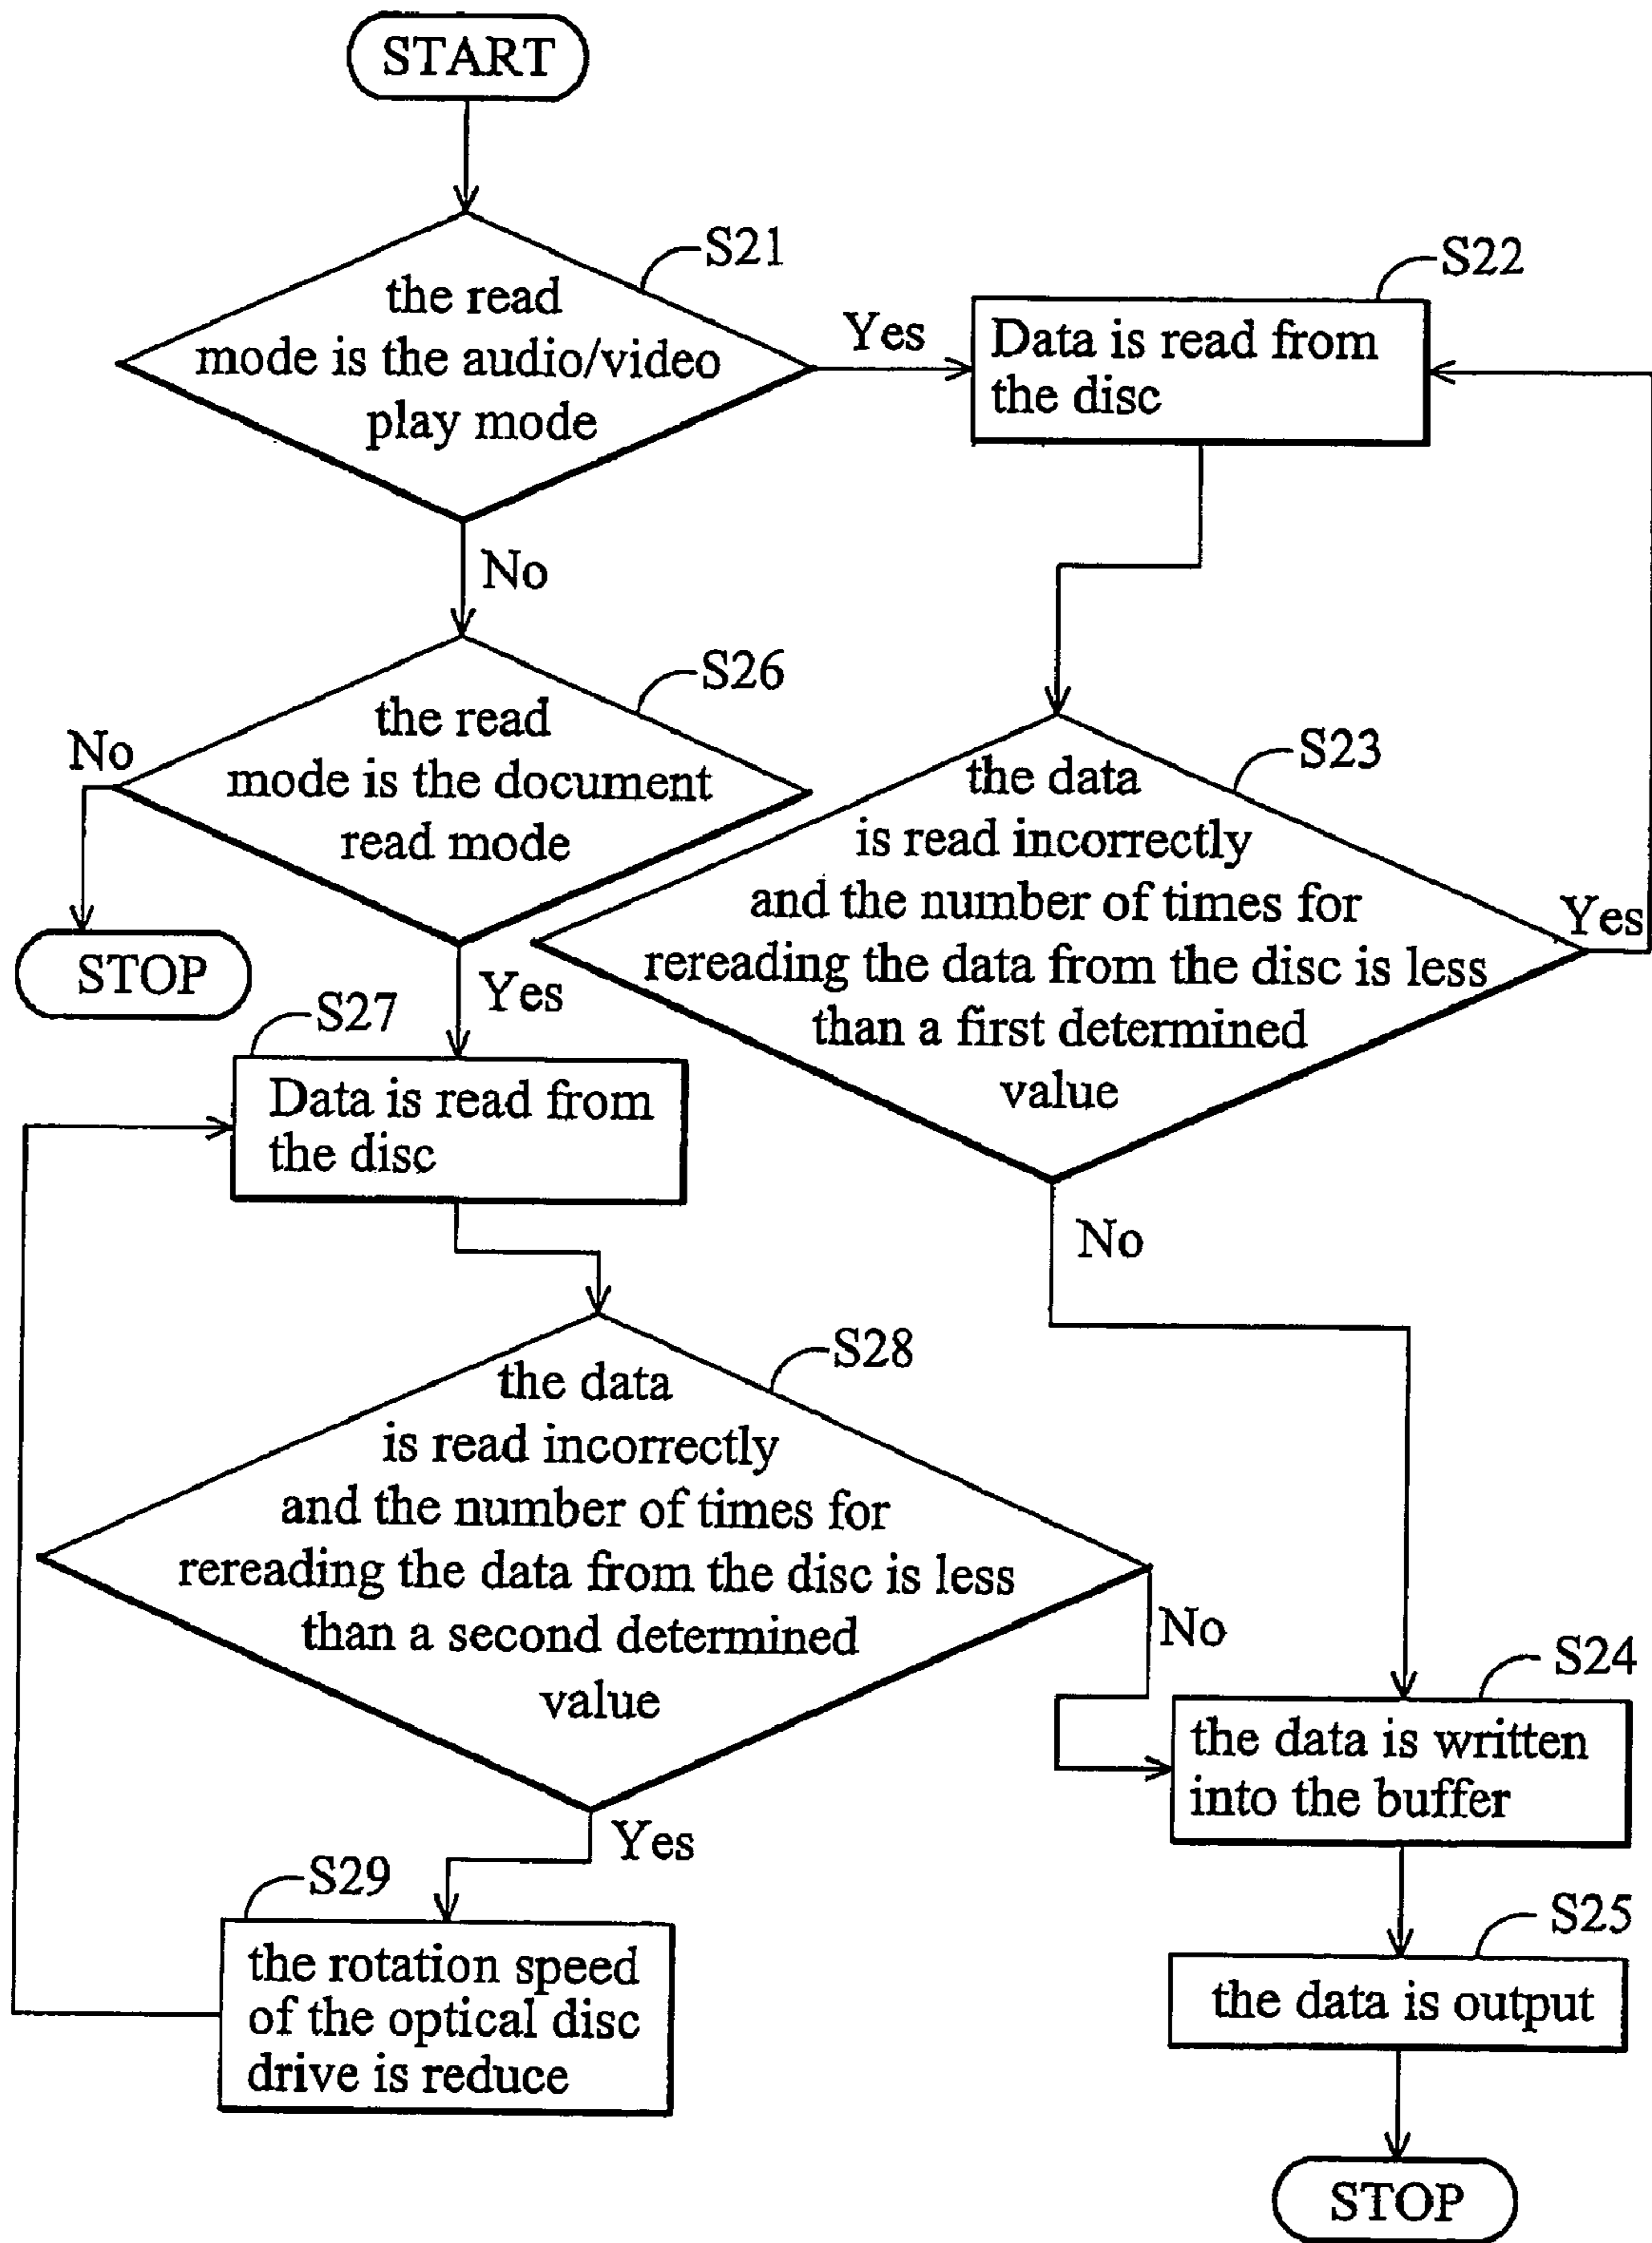 START
S21
the read
mode is the audio/video
play mode
Yes
S22
Data is read from
the disc
No
S26
the read
mode is the document
read mode
No
STOP
Yes
S23
the data
is read incorrectly
and the number of times for
rereading the data from the disc is less
than a first determined
value
Yes
No
S27
Data is read from
the disc
S28
the data
is read incorrectly
and the number of times for
rereading the data from the disc is less
than a second determined
value
No
Yes
S29
the rotation speed
of the optical disc
drive is reduce
S24
the data is written
into the buffer
S25
the data is output
STOP